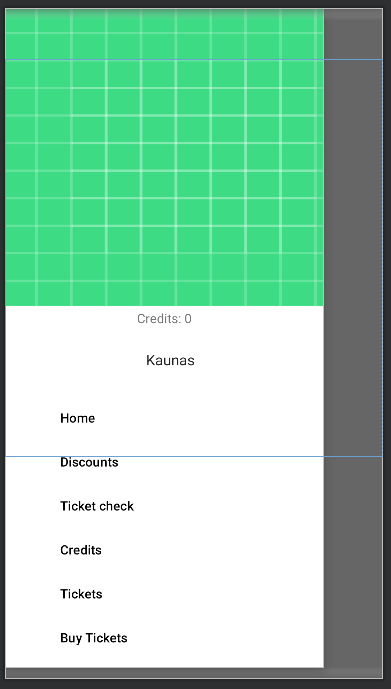 Credits: 0
Kaunas
Home
Discounts
Ticket check
Credits
Tickets
Buy Tickets